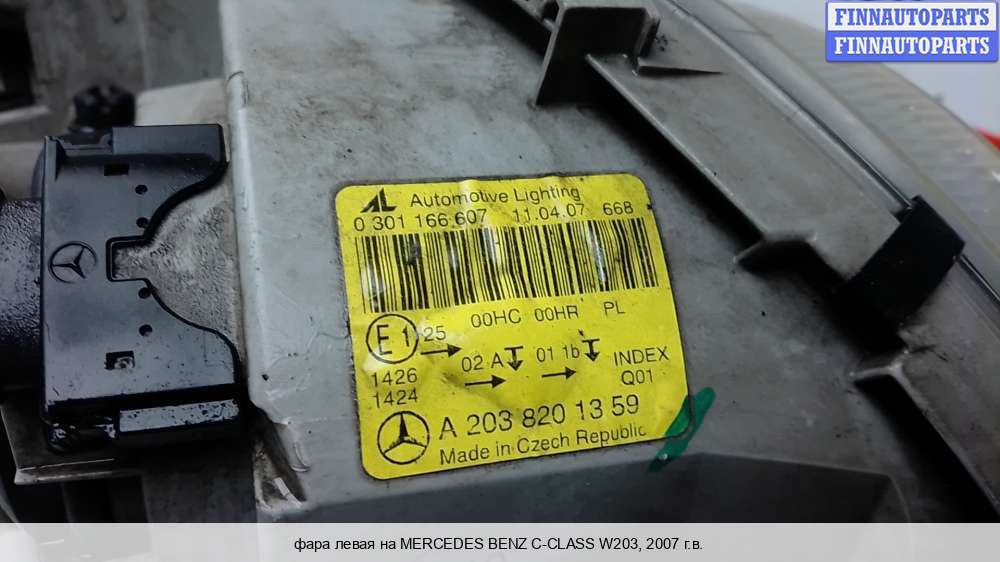 FINNAUTOPARTS
FINNAUTOPARTS
AL Automotive Lighting
0 301 166 607 11.04.07 668
00HC 00HR PL
E1 25
02 A 01 1b INDEX
1426 Q01
1424
A 203 820 13 59
Made in Czech Republic
фара левая на MERCEDES BENZ C-CLASS W203, 2007 г.в.